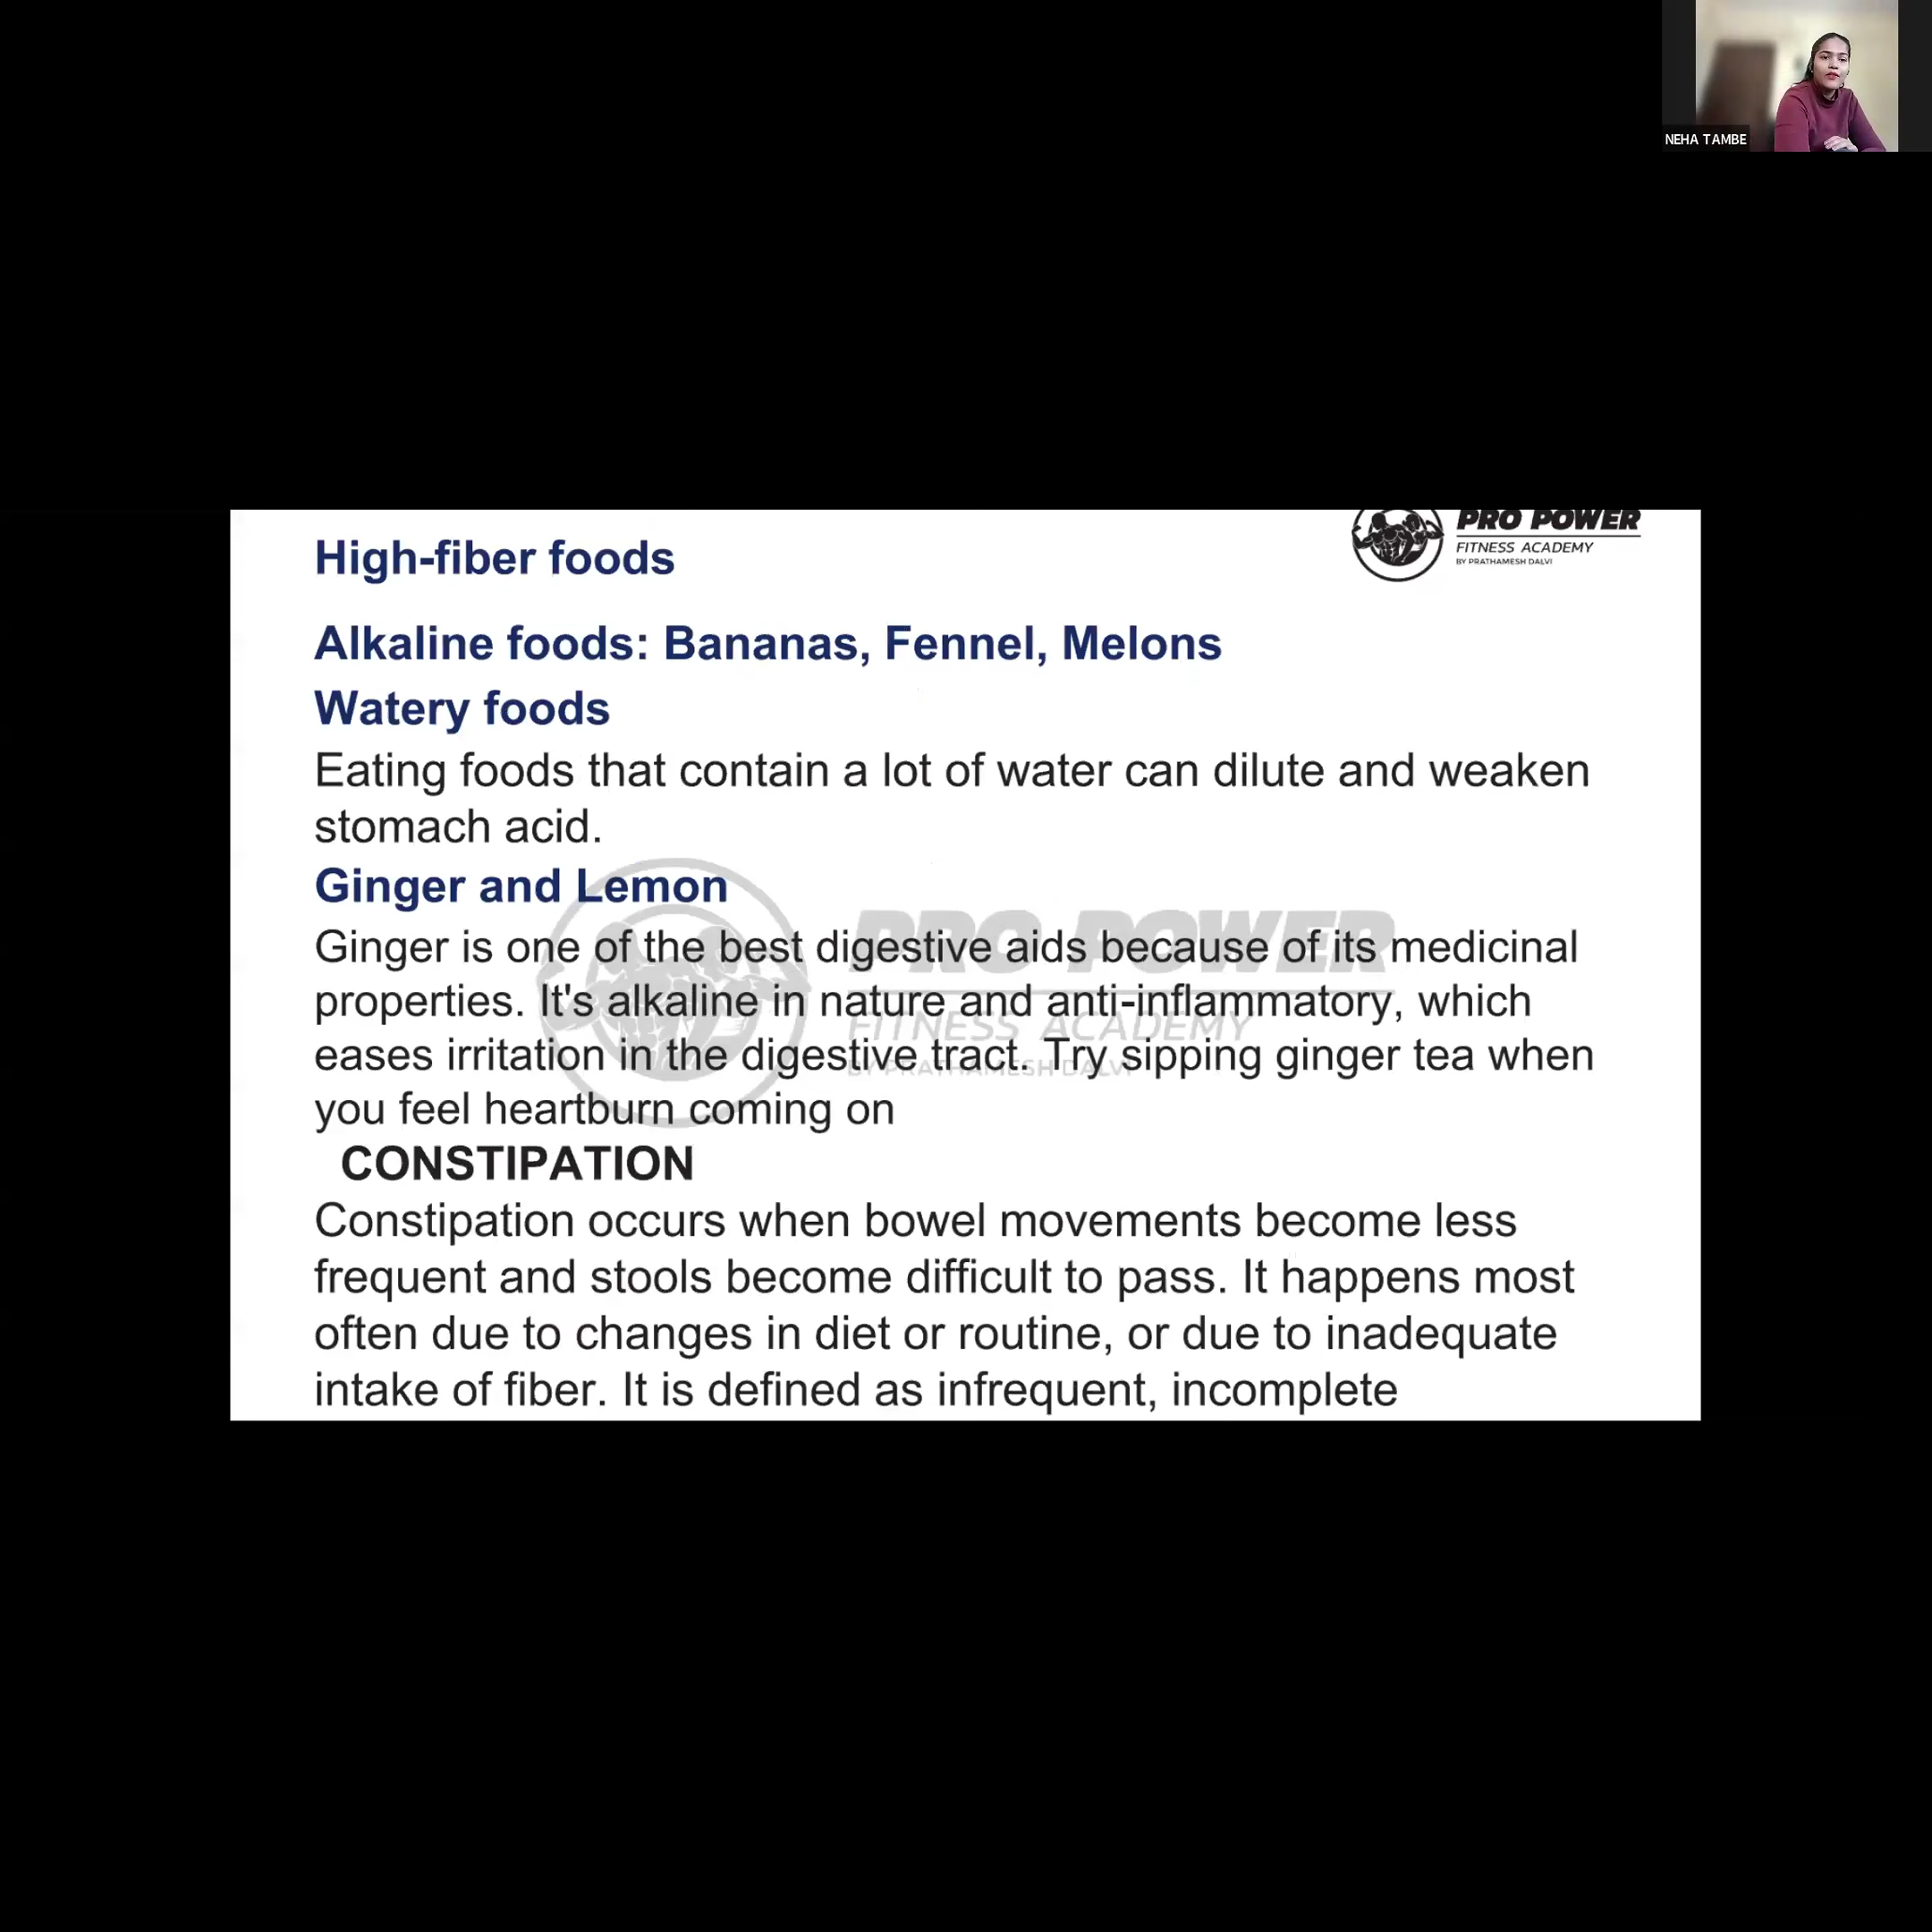 NEHA TAMBE
PRO POWER
FITNESS ACADEMY
BY PRATHAMESH DALVI
High-fiber foods
Alkaline foods: Bananas, Fennel, Melons
Watery foods
Eating foods that contain a lot of water can dilute and weaken
stomach acid.
Ginger and Lemon
Ginger is one of the best digestive aids because of its medicinal
properties. It's alkaline in nature and anti-inflammatory, which
eases irritation in the digestive tract. Try sipping ginger tea when
you feel heartburn coming on
PRO POWER
FITNESS ACADEMY
BY PRATHAMESH DALVI
CONSTIPATION
Constipation occurs when bowel movements become less
frequent and stools become difficult to pass. It happens most
often due to changes in diet or routine, or due to inadequate
intake of fiber. It is defined as infrequent, incomplete